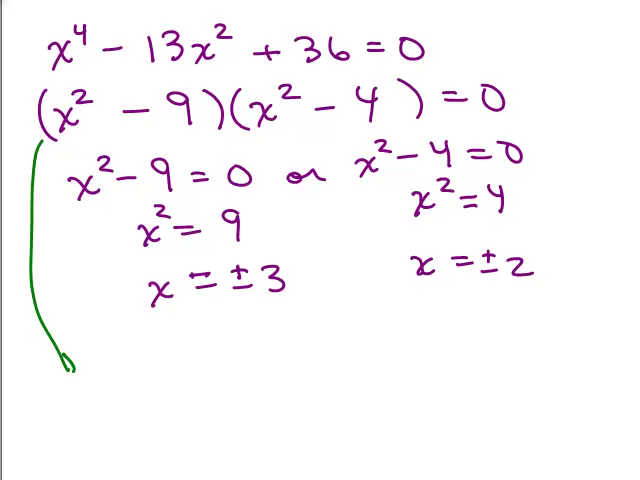 x⁴ − 13x² + 36 = 0
(x² − 9)(x² − 4) = 0
x² − 9 = 0 or x² − 4 = 0
x² = 9 x² = 4
x = ±3 x = ±2